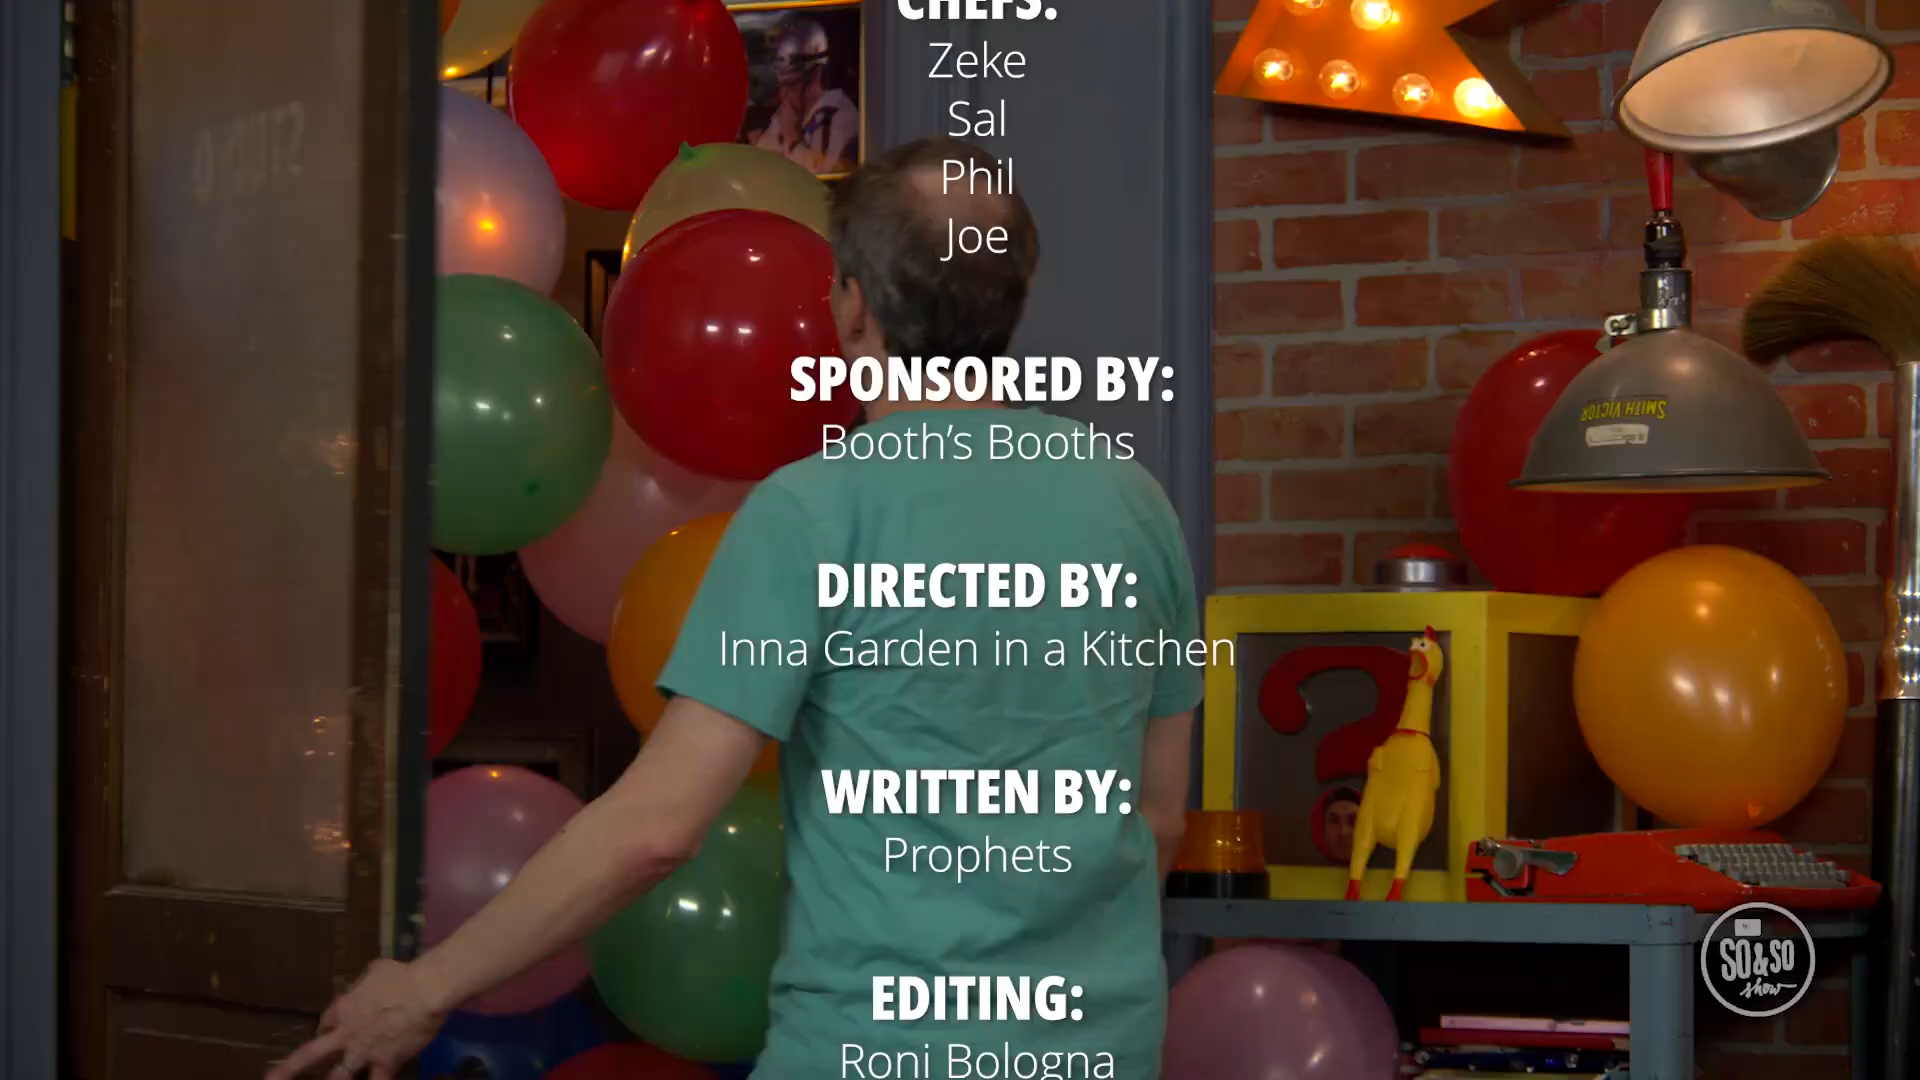 CHEFS:
Zeke
Sal
Phil
Joe
SPONSORED BY:
Booth's Booths
DIRECTED BY:
Inna Garden in a Kitchen
WRITTEN BY:
Prophets
EDITING:
Roni Bologna
SMITH VICTOR
?
SO&SO
show